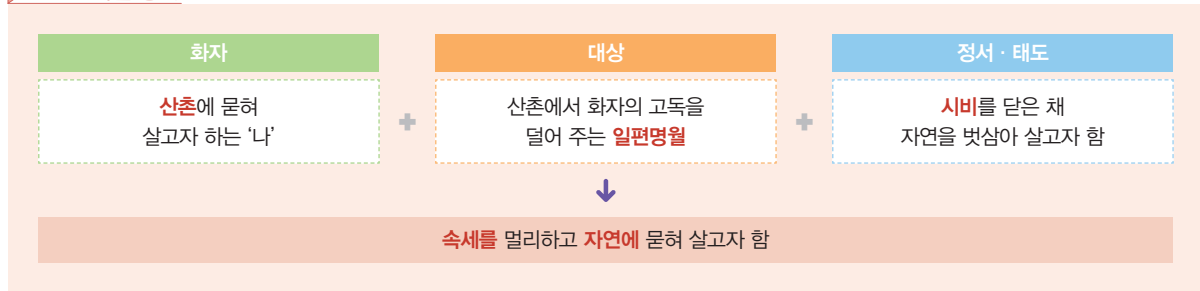 화자
대상
정서 · 태도
산촌에 묻혀
살고자 하는 ‘나’
산촌에서 화자의 고독을
덜어 주는 일편명월
시비를 닫은 채
자연을 벗삼아 살고자 함
속세를 멀리하고 자연에 묻혀 살고자 함